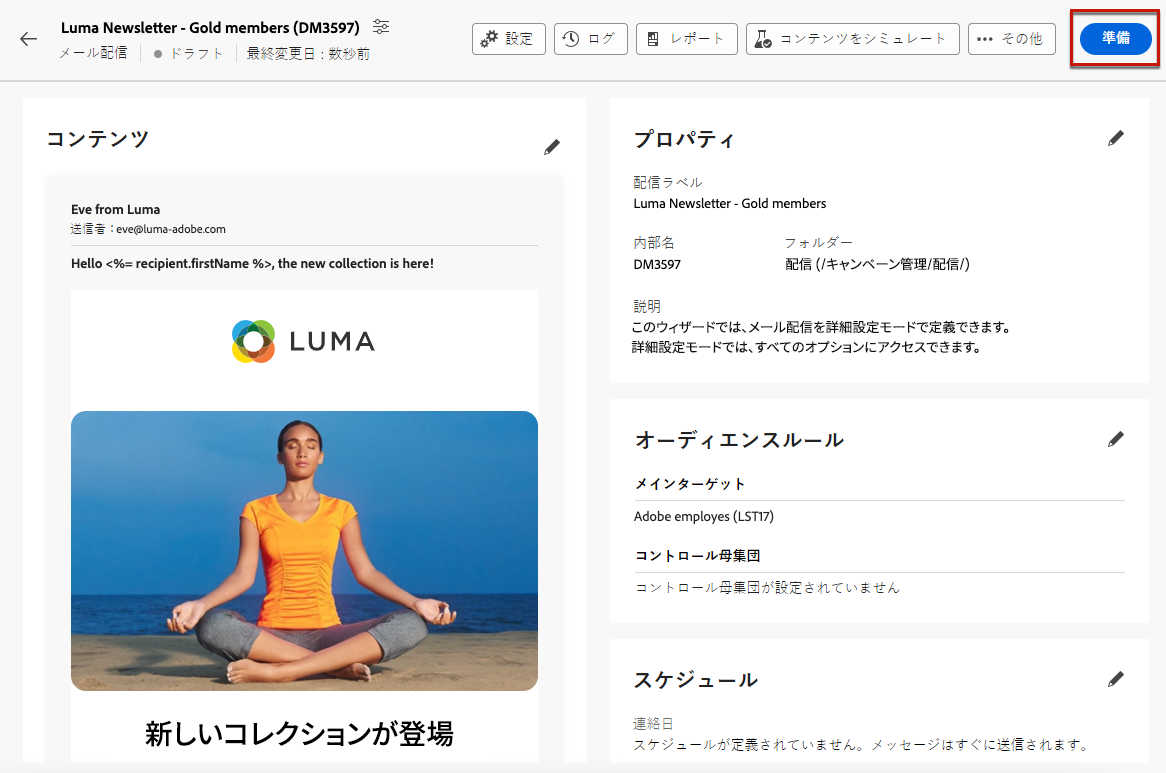 Luma Newsletter - Gold members (DM3597)
メール配信 ドラフト 最終変更日：数秒前
設定 ログ レポート コンテンツをシミュレート その他 準備
コンテンツ
Eve from Luma
送信者：eve@luma-adobe.com
Hello <%= recipient.firstName %>, the new collection is here!
LUMA
新しいコレクションが登場
プロパティ
配信ラベル
Luma Newsletter - Gold members
内部名 フォルダー
DM3597 配信 (/キャンペーン管理/配信/)
説明
このウィザードでは、メール配信を詳細設定モードで定義できます。
詳細設定モードでは、すべてのオプションにアクセスできます。
オーディエンスルール
メインターゲット
Adobe employes (LST17)
コントロール母集団
コントロール母集団が設定されていません
スケジュール
連絡日
スケジュールが定義されていません。メッセージはすぐに送信されます。